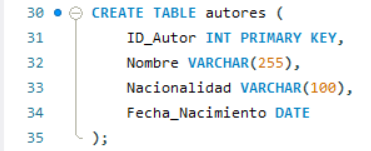 30 CREATE TABLE autores (
31 ID_Autor INT PRIMARY KEY,
32 Nombre VARCHAR(255),
33 Nacionalidad VARCHAR(100),
34 Fecha_Nacimiento DATE
35 );